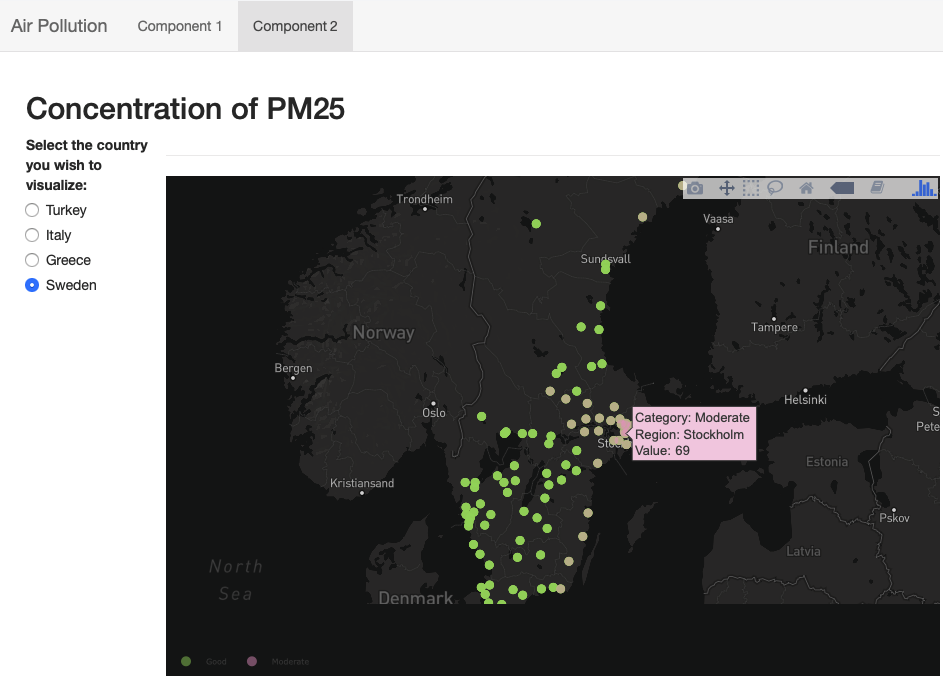 Air Pollution
Component 1
Component 2
Concentration of PM25
Select the country
you wish to
visualize:
Turkey
Italy
Greece
Sweden
Trondheim
Vaasa
Finland
Sundsvall
Norway
Tampere
Bergen
Helsinki
Oslo
Category: Moderate
Region: Stockholm
Value: 69
Kristiansand
Estonia
Pskov
Latvia
North
Sea
Denmark
Good
Moderate